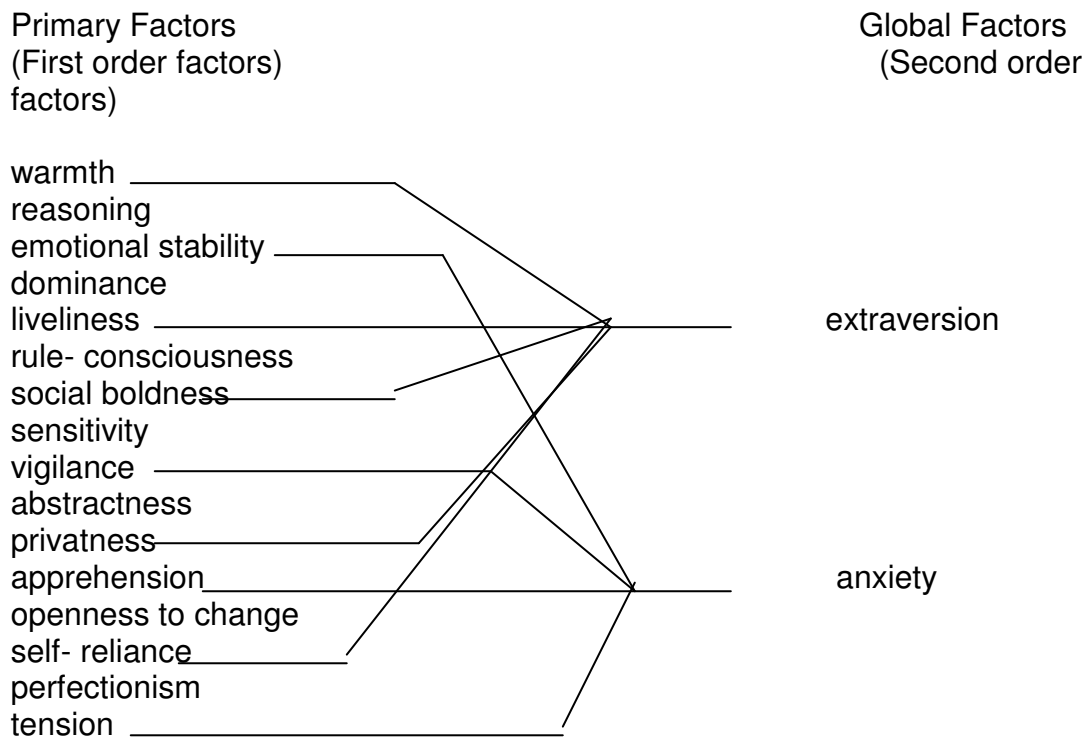 Primary Factors Global Factors
(First order factors) (Second order
factors)
warmth
reasoning
emotional stability
dominance
liveliness extraversion
rule- consciousness
social boldness
sensitivity
vigilance
abstractness
privatness
apprehension anxiety
openness to change
self- reliance
perfectionism
tension